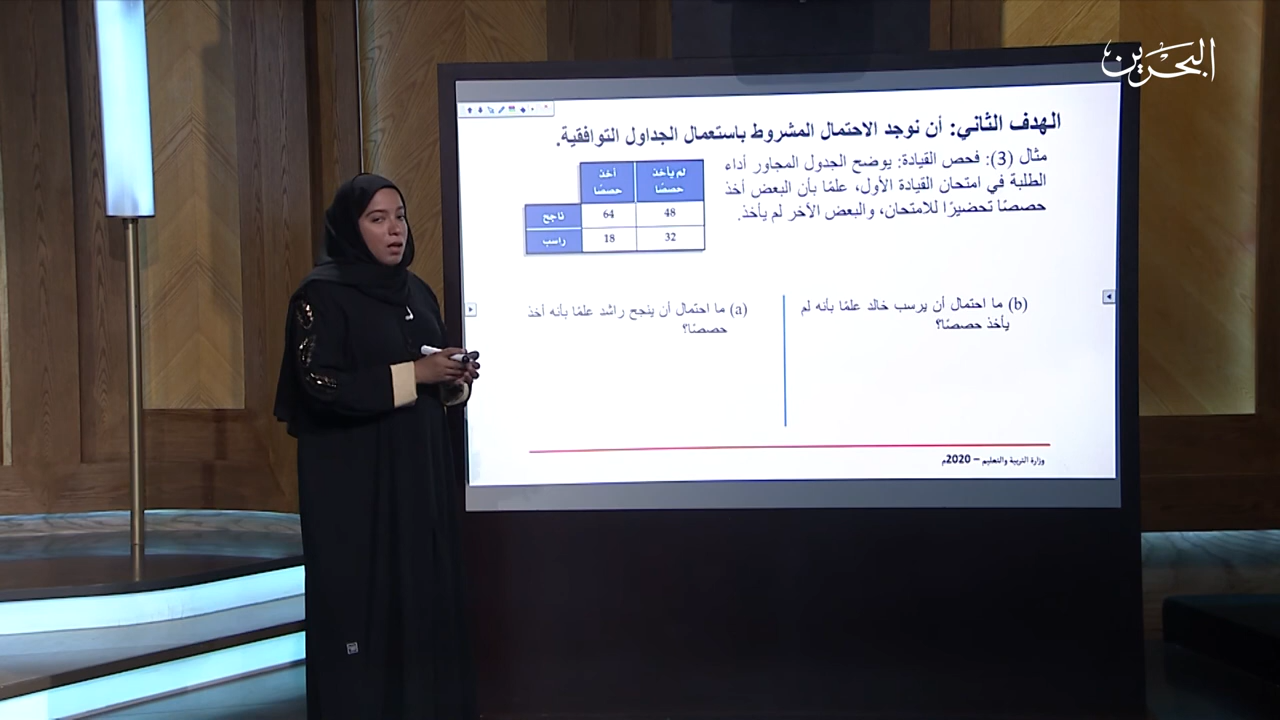 البحرين
الهدف الثاني: أن نوجد الاحتمال المشروط باستعمال الجداول التوافقية.
مثال (3): فحص القيادة: يوضح الجدول المجاور أداء
الطلبة في امتحان القيادة الأول، علمًا بأن البعض أخذ
حصصًا تحضيرًا للامتحان، والبعض الآخر لم يأخذ.
لم يأخذ حصصًا
أخذ حصصًا
ناجح 64 48
راسب 18 32
(b) ما احتمال أن يرسب خالد علمًا بأنه لم
يأخذ حصصًا؟
(a) ما احتمال أن ينجح راشد علمًا بأنه أخذ
حصصًا؟
وزارة التربية والتعليم – 2020م